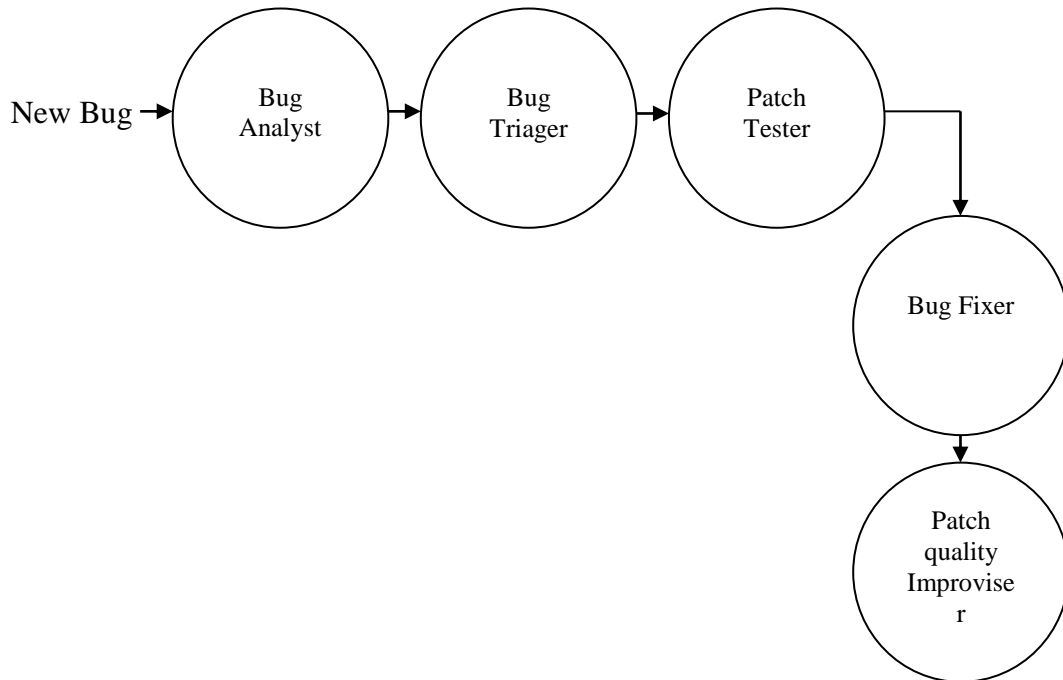 New Bug
Bug
Analyst
Bug
Triager
Patch
Tester
Bug Fixer
Patch
quality
Improvise
r